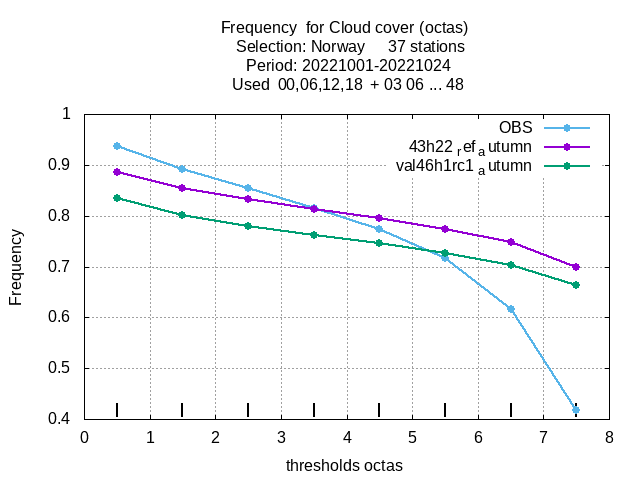 Frequency  for Cloud cover (octas)
Selection: Norway     37 stations
Period: 20221001-20221024
Used  00,06,12,18  + 03 06 ... 48
1
0.9
0.8
0.7
0.6
0.5
0.4
Frequency
OBS
43h22 ref autumn
val46h1rc1 autumn
0 1 2 3 4 5 6 7 8
thresholds octas